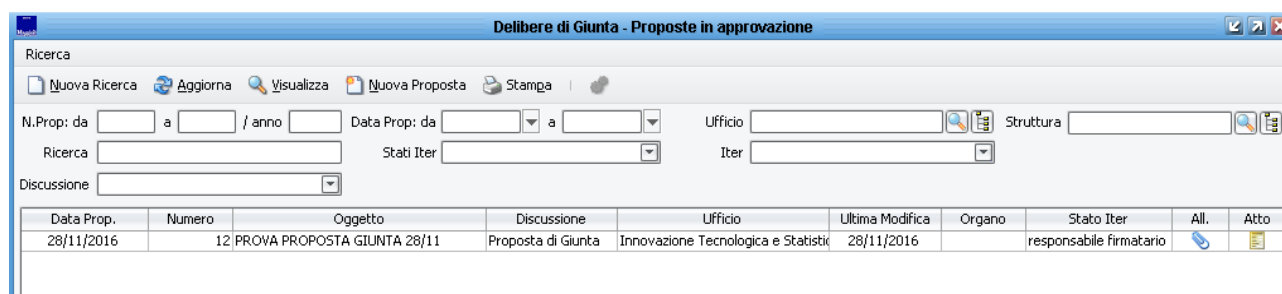 Delibere di Giunta - Proposte in approvazione
Ricerca
Nuova Ricerca Aggiorna Visualizza Nuova Proposta Stampa
N.Prop: da a / anno Data Prop: da a Ufficio Struttura
Ricerca Stati Iter Iter
Discussione
Data Prop. Numero Oggetto Discussione Ufficio Ultima Modifica Organo Stato Iter All. Atto
28/11/2016 12 PROVA PROPOSTA GIUNTA 28/11 Proposta di Giunta Innovazione Tecnologica e Statistic 28/11/2016 responsabile firmatario